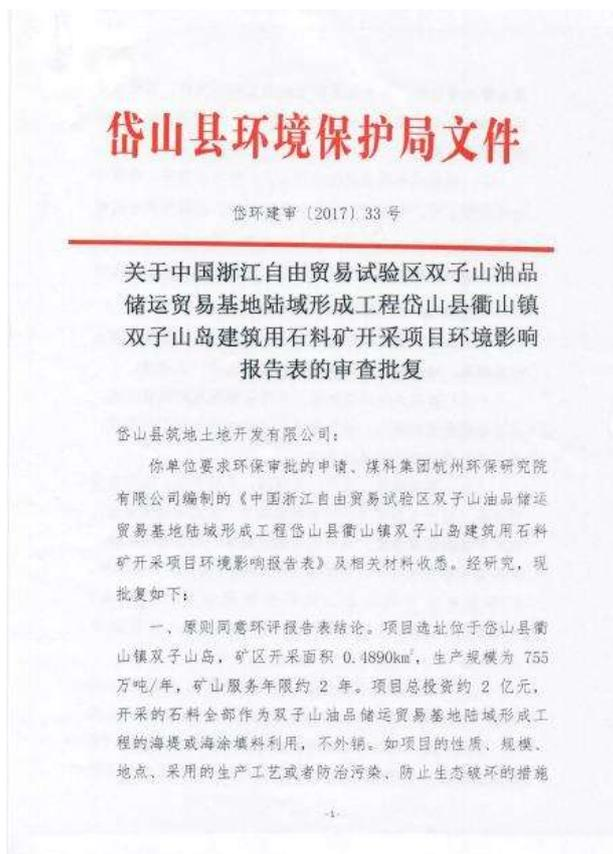 岱山县环境保护局文件
岱环建审〔2017〕33号
关于中国浙江自由贸易试验区双子山油品
储运贸易基地陆域形成工程岱山县衢山镇
双子山岛建筑用石料矿开采项目环境影响
报告表的审查批复
岱山县筑地土地开发有限公司：
你单位要求环保审批的申请、煤科集团杭州环保研究院
有限公司编制的《中国浙江自由贸易试验区双子山油品储运
贸易基地陆域形成工程岱山县衢山镇双子山岛建筑用石料
矿开采项目环境影响报告表》及相关材料收悉。经研究，现
批复如下：
一、原则同意环评报告表结论。项目选址位于岱山县衢
山镇双子山岛，矿区开采面积 0.4890km²，生产规模为 755
万吨/年，矿山服务年限约 2 年。项目总投资约 2 亿元，
开采的石料全部作为双子山油品储运贸易基地陆域形成工
程的海堤或海涂填料利用，不外销。如项目的性质、规模、
地点、采用的生产工艺或者防治污染、防止生态破坏的措施
-1-